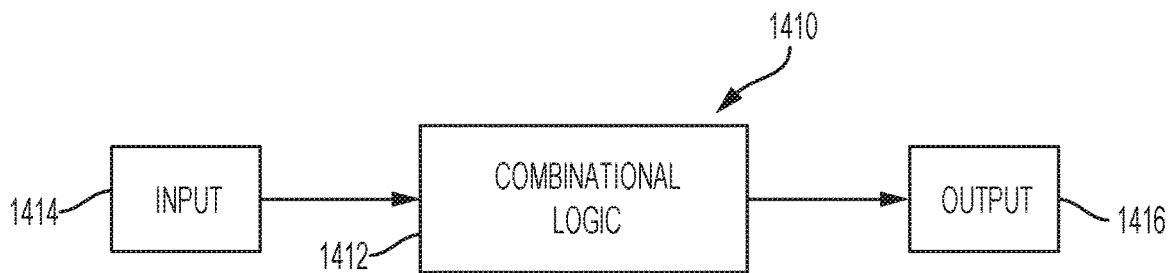 1410
INPUT
COMBINATIONAL
LOGIC
OUTPUT
1414
1412
1416